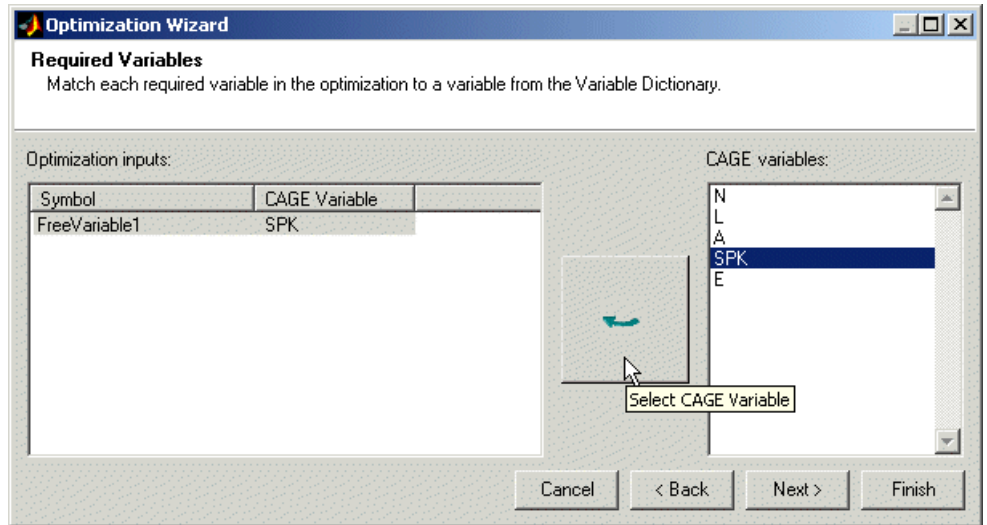 Optimization Wizard
Required Variables
Match each required variable in the optimization to a variable from the Variable Dictionary.
Optimization inputs:
CAGE variables:
Symbol CAGE Variable
FreeVariable1 SPK
N
L
A
SPK
E
Select CAGE Variable
Cancel < Back Next > Finish